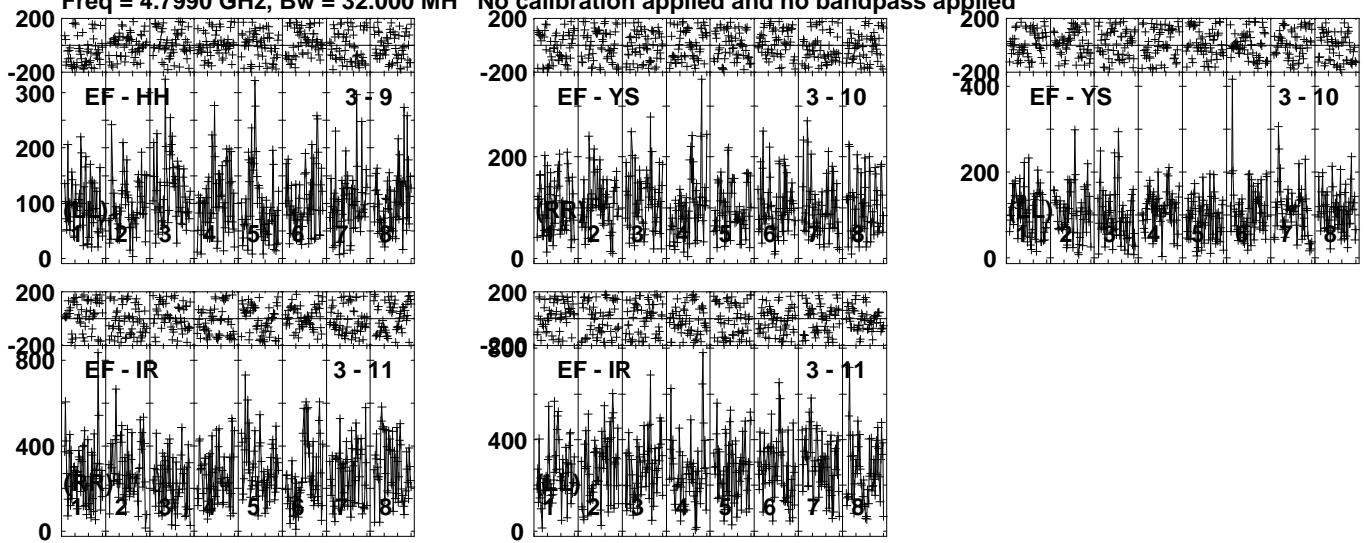 Freq = 4.7990 GHz, Bw = 32.000 MH No calibration applied and no bandpass applied
200 200 200
-200 -200 -200
300 400
EF - HH 3 - 9 EF - YS 3 - 10 EF - YS 3 - 10
200 200 200
100
(LL) (RR) (LL)
1 2 3 4 5 6 7 8 1 2 3 4 5 6 7 8 1 2 3 4 5 6 7 8
0 0 0
200 200
-200 -200
800 800
EF - IR 3 - 11 EF - IR 3 - 11
400 400
(RR) (LL)
1 2 3 4 5 6 7 8 1 2 3 4 5 6 7 8
0 0